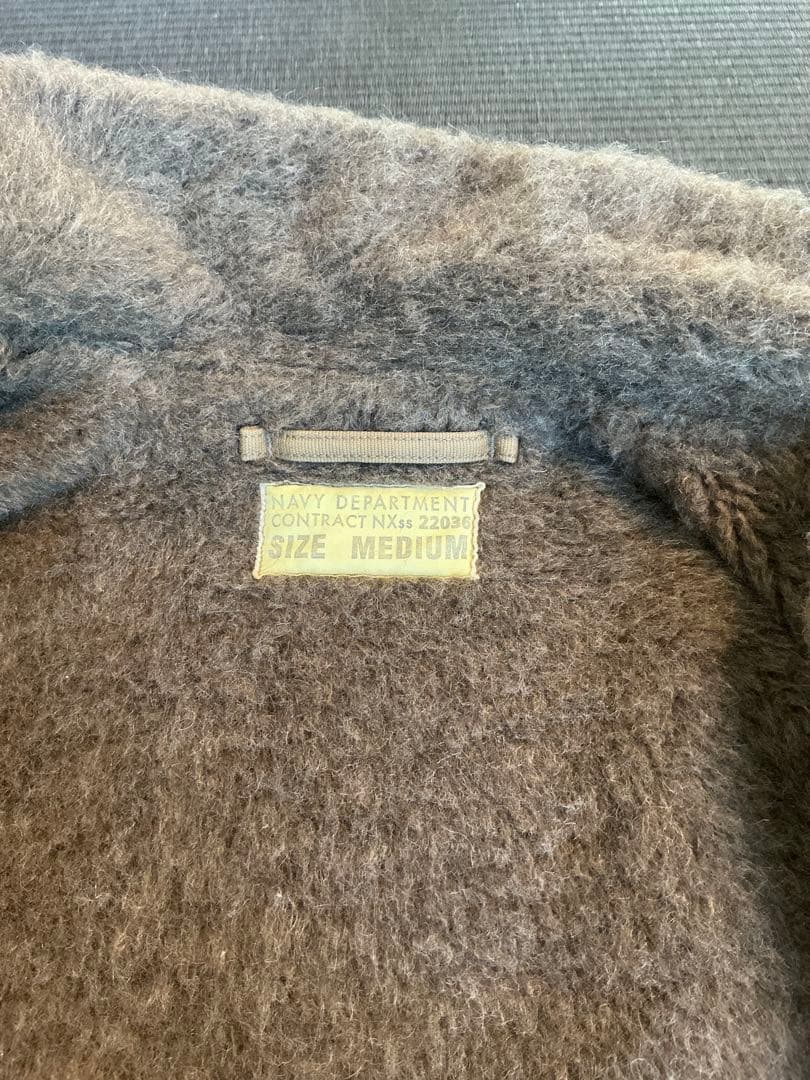 NAVY DEPARTMENT
CONTRACT NXss 22036
SIZE MEDIUM